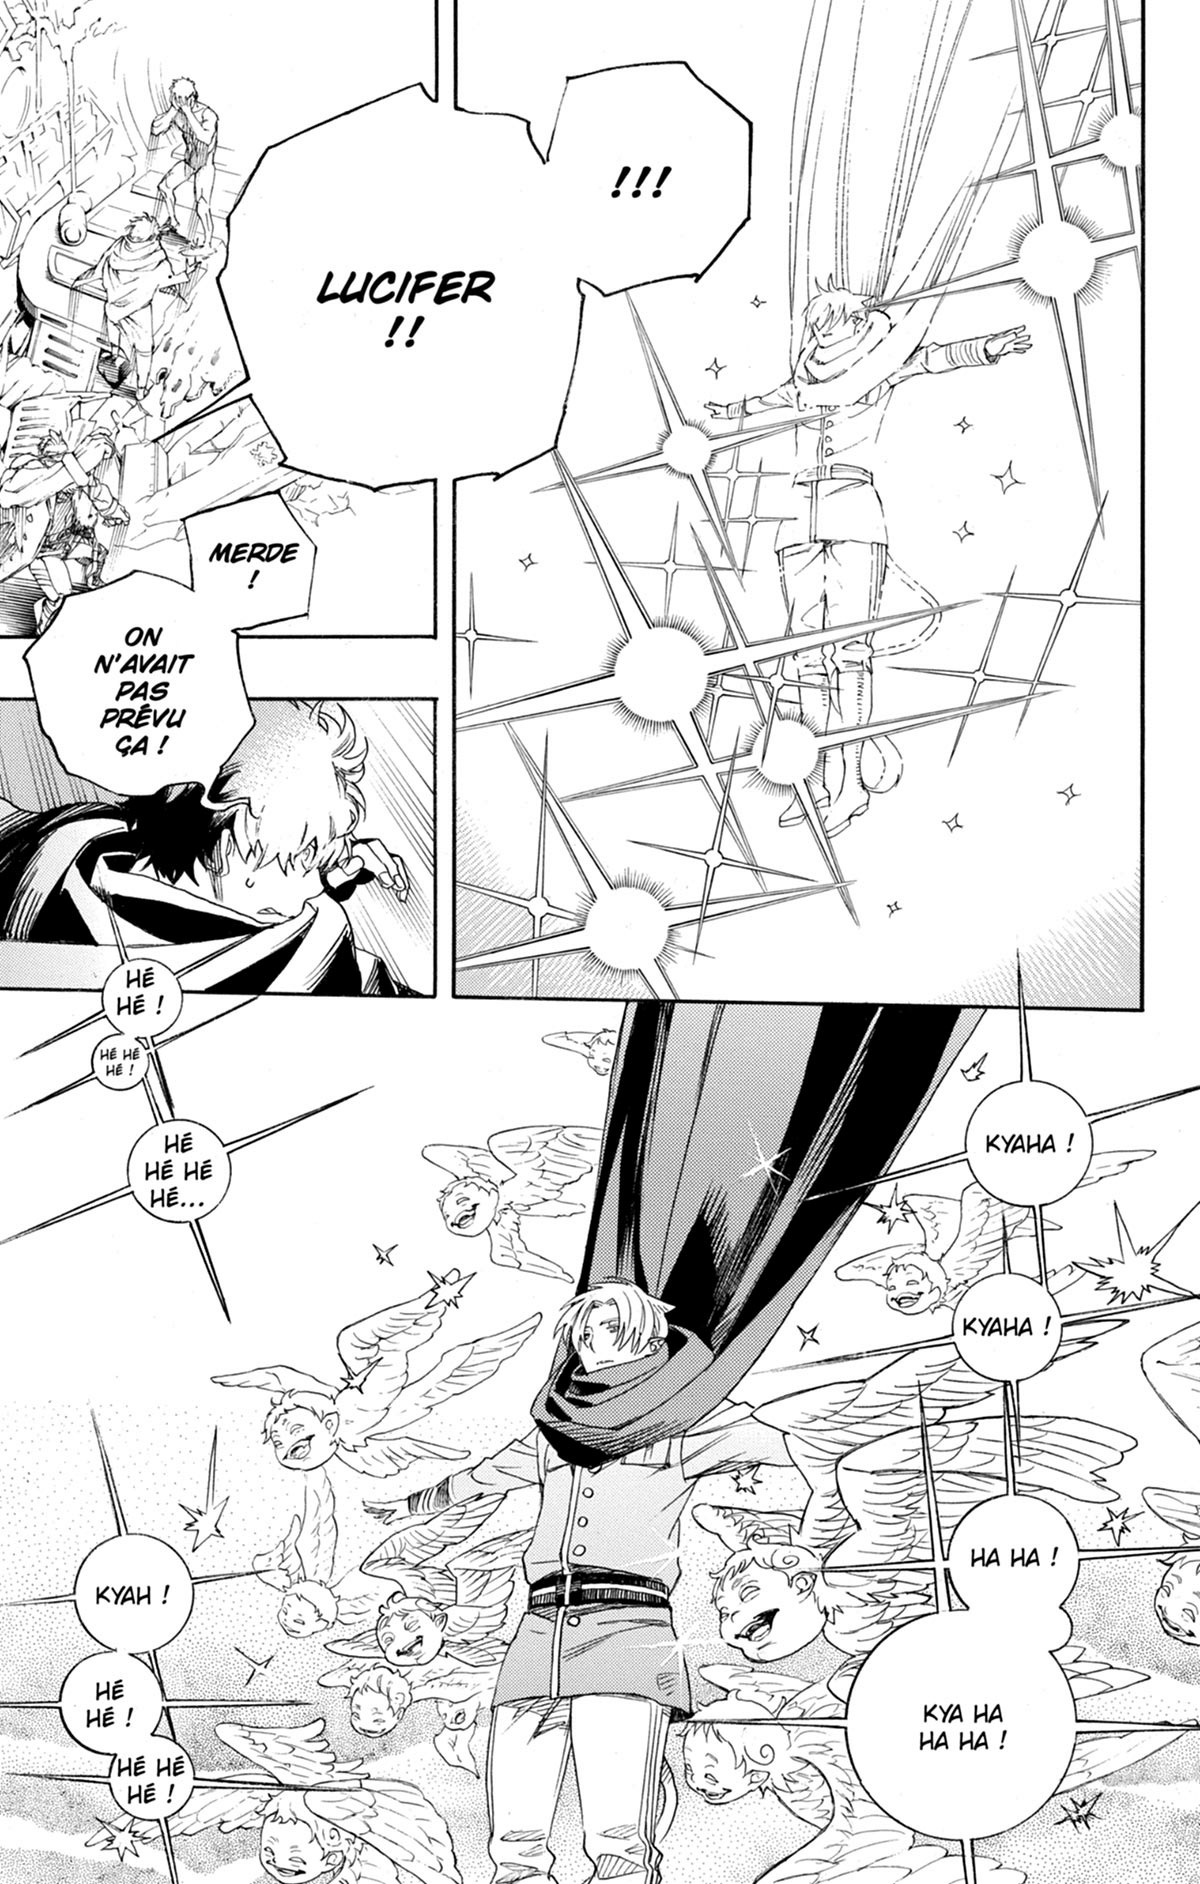 !!!
LUCIFER
!!
MERDE
!
ON
N'AVAIT
PAS
PRÉVU
ÇA !
HÉ
HÉ !
HÉ HÉ
HÉ !
HÉ
HÉ HÉ
HÉ...
KYAHA !
KYAHA !
HA HA !
KYA HA
HA HA !
KYAH !
HÉ
HÉ !
HÉ HÉ
HÉ !